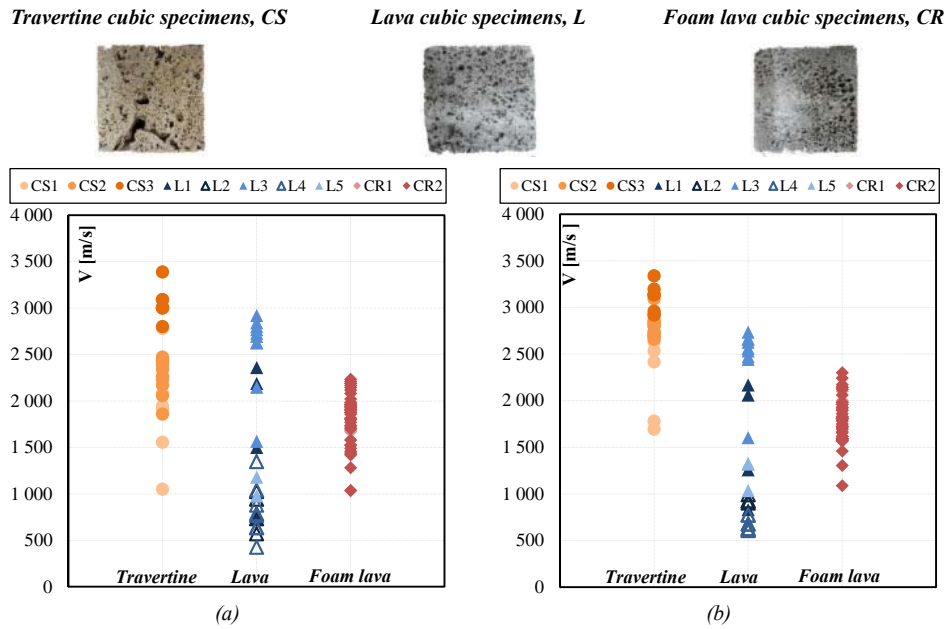 Travertine cubic specimens, CS
Lava cubic specimens, L
Foam lava cubic specimens, CR
CS1 CS2 CS3 L1 L2 L3 L4 L5 CR1 CR2
4 000
3 500
3 000
2 500
2 000
1 500
1 000
500
0
V [m/s]
Travertine Lava Foam lava
(a)
CS1 CS2 CS3 L1 L2 L3 L4 L5 CR1 CR2
4 000
3 500
3 000
2 500
2 000
1 500
1 000
500
0
V [m/s]
Travertine Lava Foam lava
(b)